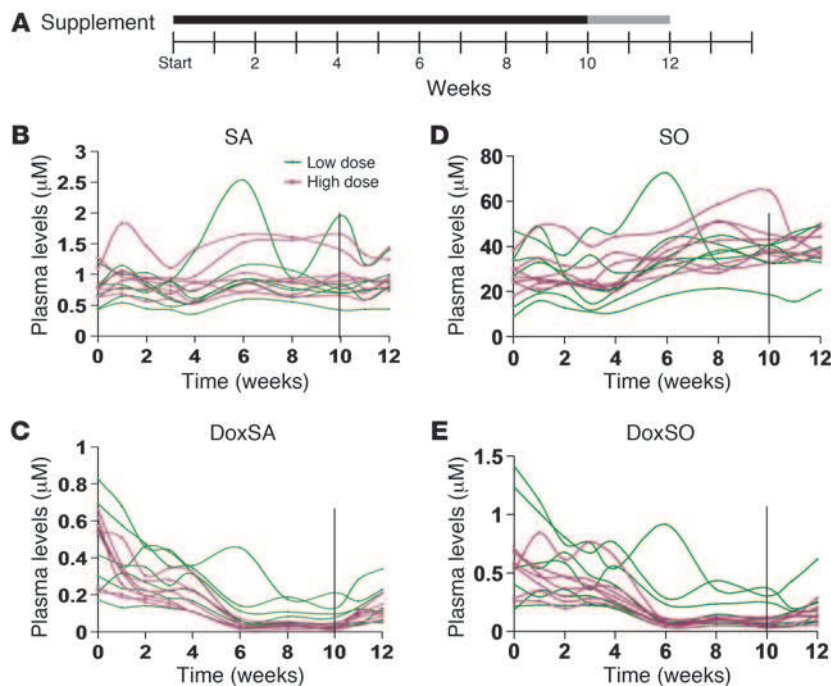 A Supplement
Start 2 4 6 8 10 12
Weeks
B SA
Low dose
High dose
Plasma levels (μM)
3
2.5
2
1.5
1
0.5
0
0 2 4 6 8 10 12
Time (weeks)
D SO
Plasma levels (μM)
80
60
40
20
0
0 2 4 6 8 10 12
Time (weeks)
C DoxSA
Plasma levels (μM)
1
0.8
0.6
0.4
0.2
0
0 2 4 6 8 10 12
Time (weeks)
E DoxSO
Plasma levels (μM)
1.5
1
0.5
0
0 2 4 6 8 10 12
Time (weeks)